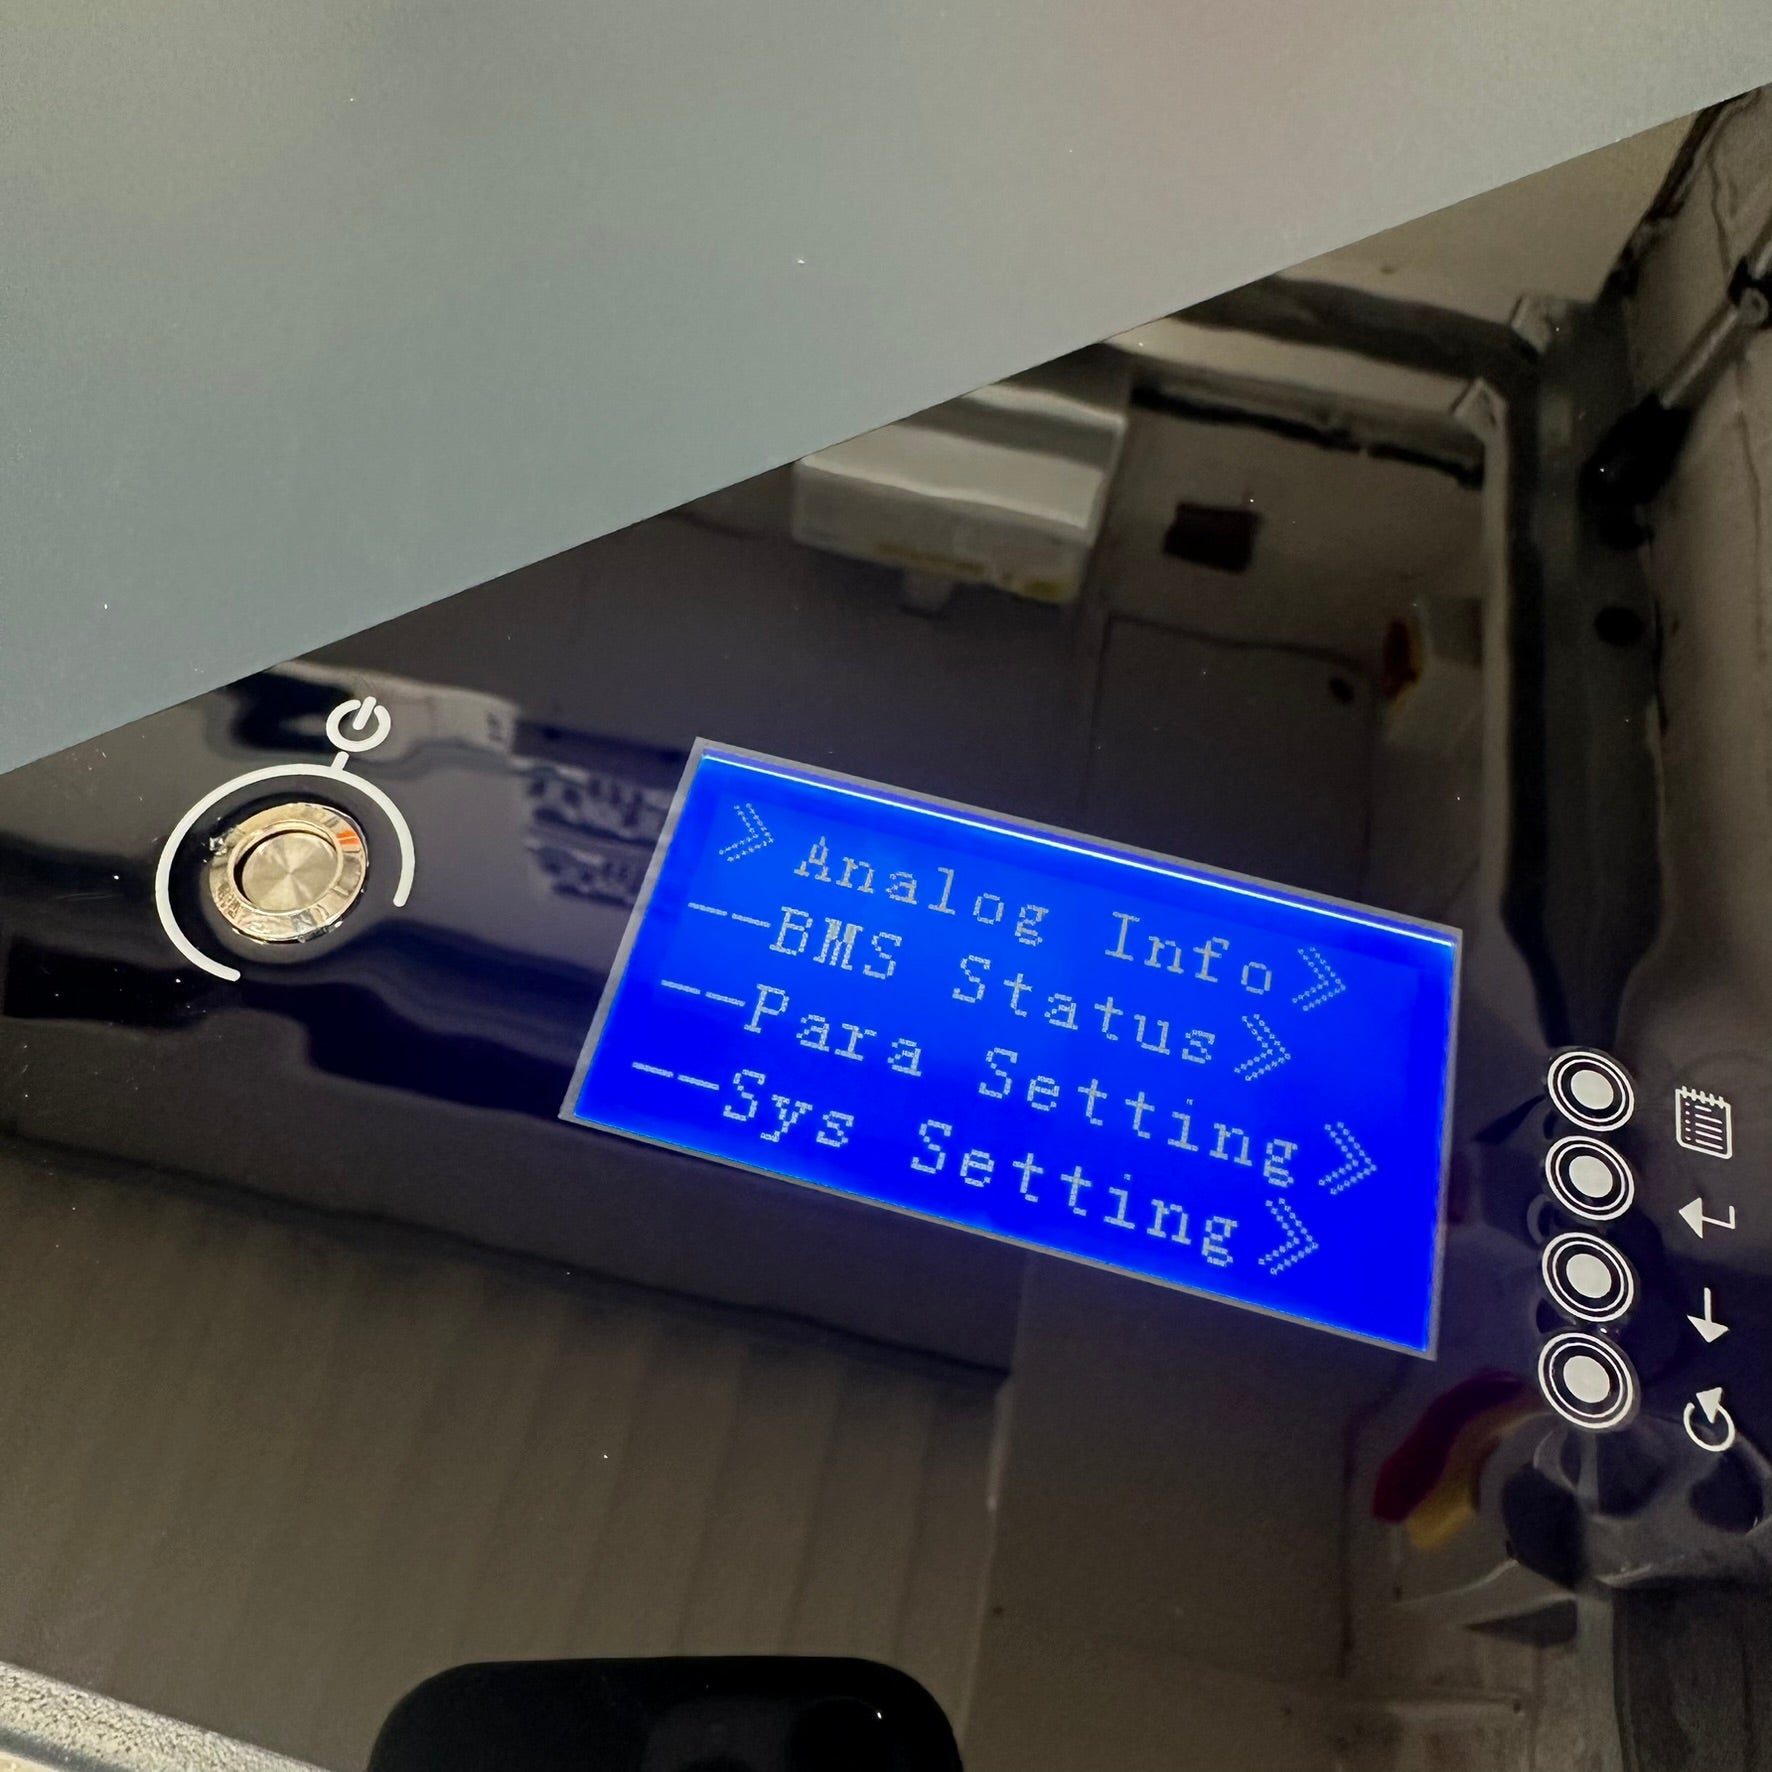 》Analog Info》
--BMS Status》
--Para Setting》
--Sys Setting》